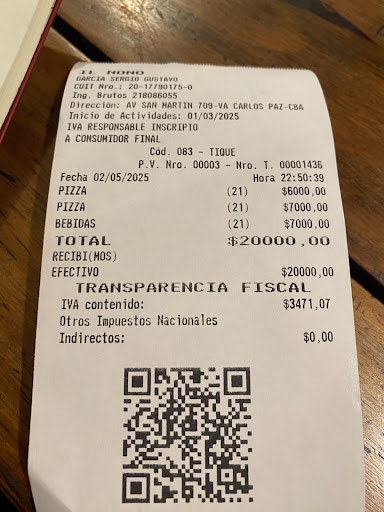 IL NONO
GARCIA SERGIO GUSTAVO
CUIT Nro.: 20-17790175-0
Ing. Brutos 218086055
Dirección: AV SAN MARTIN 709-VA CARLOS PAZ-CBA
Inicio de Actividades: 01/03/2025
IVA RESPONSABLE INSCRIPTO
A CONSUMIDOR FINAL
Cód. 083 - TIQUE
P.V. Nro. 00003 - Nro. T. 00001436
Fecha 02/05/2025 Hora 22:50:39
PIZZA (21) $6000,00
PIZZA (21) $7000,00
BEBIDAS (21) $7000,00
TOTAL $20000,00
RECIBI(MOS)
EFECTIVO $20000,00
TRANSPARENCIA FISCAL
IVA contenido: $3471,07
Otros Impuestos Nacionales
Indirectos: $0,00